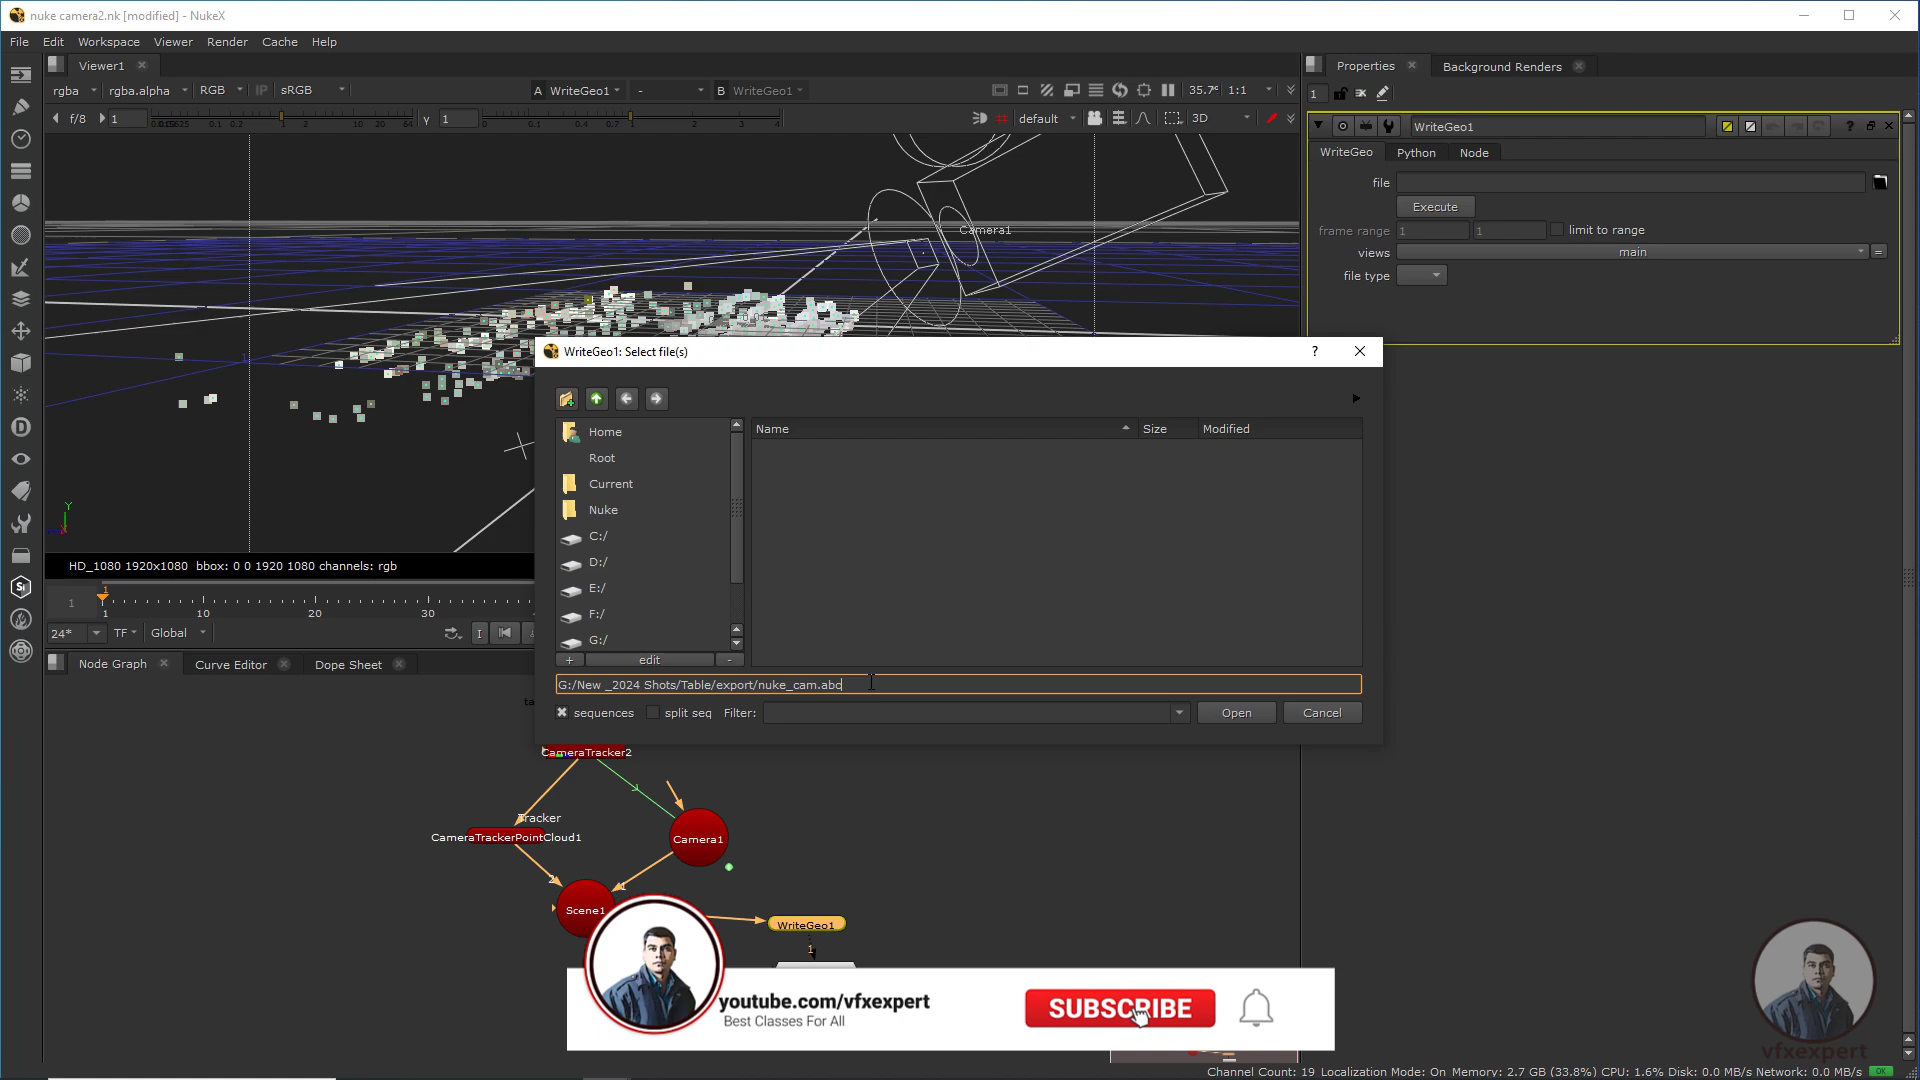 nuke camera2.nk [modified] - NukeX
File Edit Workspace Viewer Render Cache Help
Viewer1
Properties
Background Renders
rgba rgba.alpha RGB IP sRGB A WriteGeo1 - B WriteGeo1 35.7 1:1
f/8 1 γ 1 default 3D
1
WriteGeo1
WriteGeo Python Node
file
Execute
frame range 1 1 limit to range
views main =
file type
Camera1
WriteGeo1: Select file(s)
Home
Root
Current
Nuke
C:/
D:/
E:/
F:/
G:/
+ edit -
Name Size Modified
G:/New _2024 Shots/Table/export/nuke_cam.abc
sequences split seq Filter: Open Cancel
Y
HD_1080 1920x1080 bbox: 0 0 1920 1080 channels: rgb
1
1 10 20 30
24* TF Global I
Node Graph Curve Editor Dope Sheet
CameraTracker2
Tracker
CameraTrackerPointCloud1
Camera1
2 1
Scene1
WriteGeo1
1
youtube.com/vfxexpert
Best Classes For All
SUBSCRIBE
vfxexpert
Channel Count: 19 Localization Mode: On Memory: 2.7 GB (33.8%) CPU: 1.6% Disk: 0.0 MB/s Network: 0.0 MB/s OK